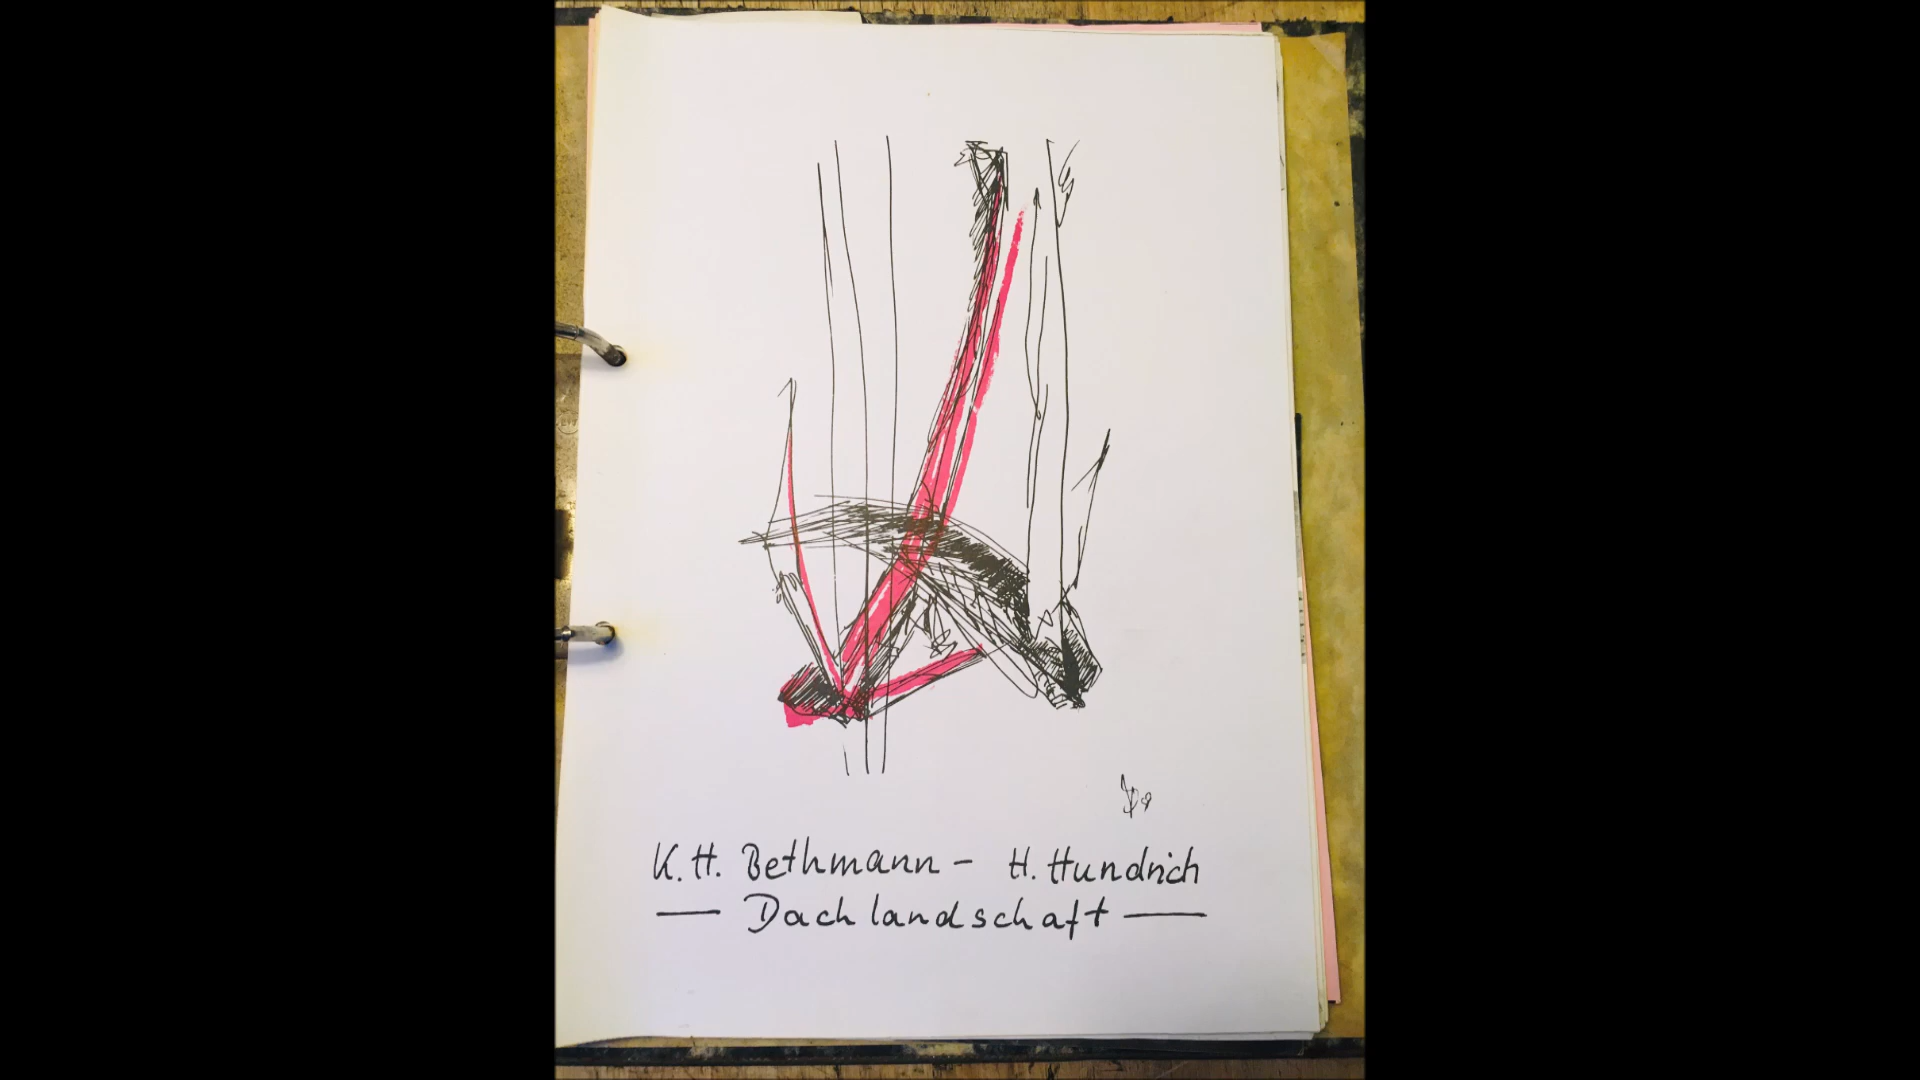 K.H. Bethmann – H. Hundrich
— Dachlandschaft —